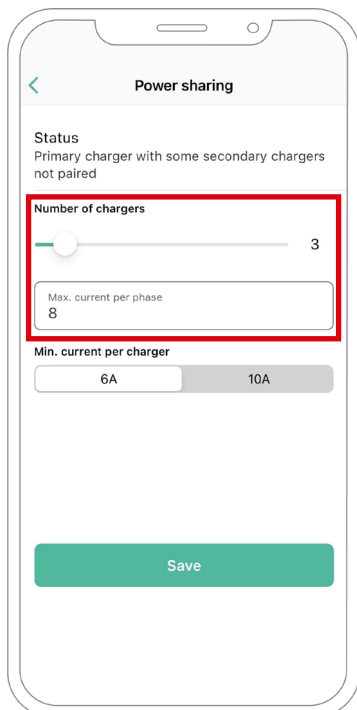 Power sharing
Status
Primary charger with some secondary chargers
not paired
Number of chargers
3
Max. current per phase
8
Min. current per charger
6A 10A
Save